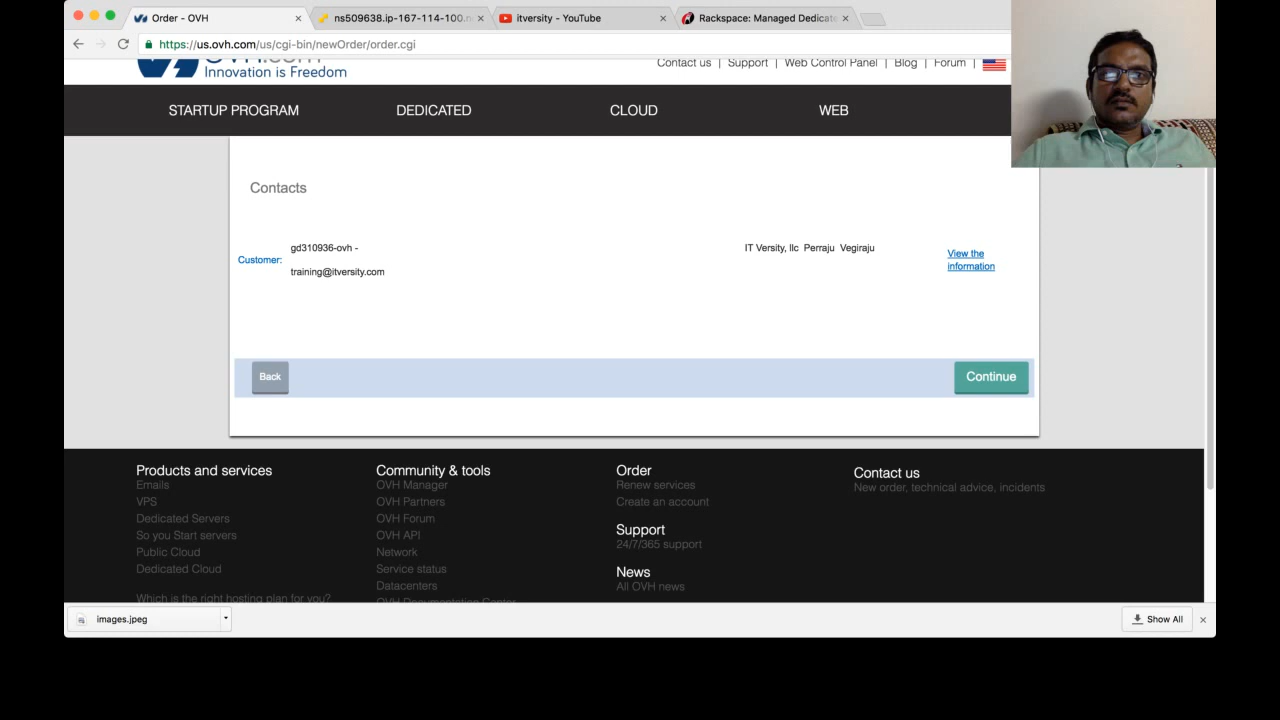 Order - OVH
ns509638.ip-167-114-100.n
itversity - YouTube
Rackspace: Managed Dedicate
https://us.ovh.com/us/cgi-bin/newOrder/order.cgi
Innovation is Freedom
Contact us | Support | Web Control Panel | Blog | Forum |
STARTUP PROGRAM
DEDICATED
CLOUD
WEB
Contacts
Customer:
gd310936-ovh -
training@itversity.com
IT Versity, llc Perraju Vegiraju
View the
information
Back
Continue
Products and services
Emails
VPS
Dedicated Servers
So you Start servers
Public Cloud
Dedicated Cloud
Which is the right hosting plan for you?
Community & tools
OVH Manager
OVH Partners
OVH Forum
OVH API
Network
Service status
Datacenters
OVH Documentation Center
Order
Renew services
Create an account
Support
24/7/365 support
News
All OVH news
Contact us
New order, technical advice, incidents
images.jpeg
Show All